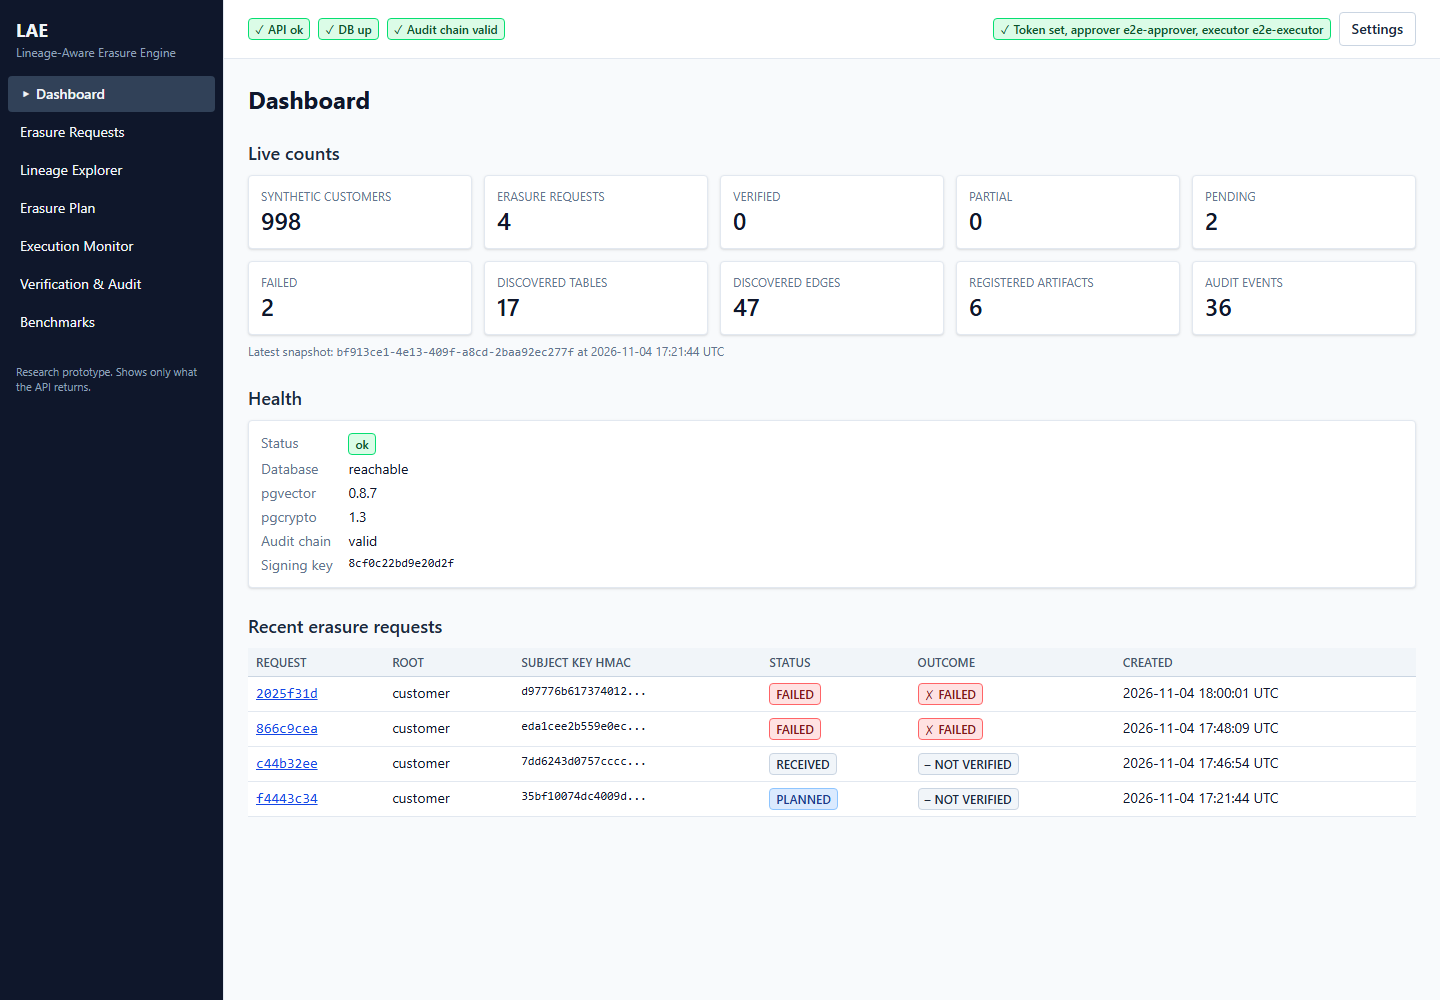 LAE
Lineage-Aware Erasure Engine
▸ Dashboard
Erasure Requests
Lineage Explorer
Erasure Plan
Execution Monitor
Verification & Audit
Benchmarks
Research prototype. Shows only what
the API returns.
✓ API ok ✓ DB up ✓ Audit chain valid ✓ Token set, approver e2e-approver, executor e2e-executor Settings
Dashboard
Live counts
SYNTHETIC CUSTOMERS ERASURE REQUESTS VERIFIED PARTIAL PENDING
998 4 0 0 2
FAILED DISCOVERED TABLES DISCOVERED EDGES REGISTERED ARTIFACTS AUDIT EVENTS
2 17 47 6 36
Latest snapshot: bf913ce1-4e13-409f-a8cd-2baa92ec277f at 2026-11-04 17:21:44 UTC
Health
Status ok
Database reachable
pgvector 0.8.7
pgcrypto 1.3
Audit chain valid
Signing key 8cf0c22bd9e20d2f
Recent erasure requests
REQUEST ROOT SUBJECT KEY HMAC STATUS OUTCOME CREATED
2025f31d customer d97776b617374012... FAILED ✗ FAILED 2026-11-04 18:00:01 UTC
866c9cea customer eda1cee2b559e0ec... FAILED ✗ FAILED 2026-11-04 17:48:09 UTC
c44b32ee customer 7dd6243d0757cccc... RECEIVED – NOT VERIFIED 2026-11-04 17:46:54 UTC
f4443c34 customer 35bf10074dc4009d... PLANNED – NOT VERIFIED 2026-11-04 17:21:44 UTC